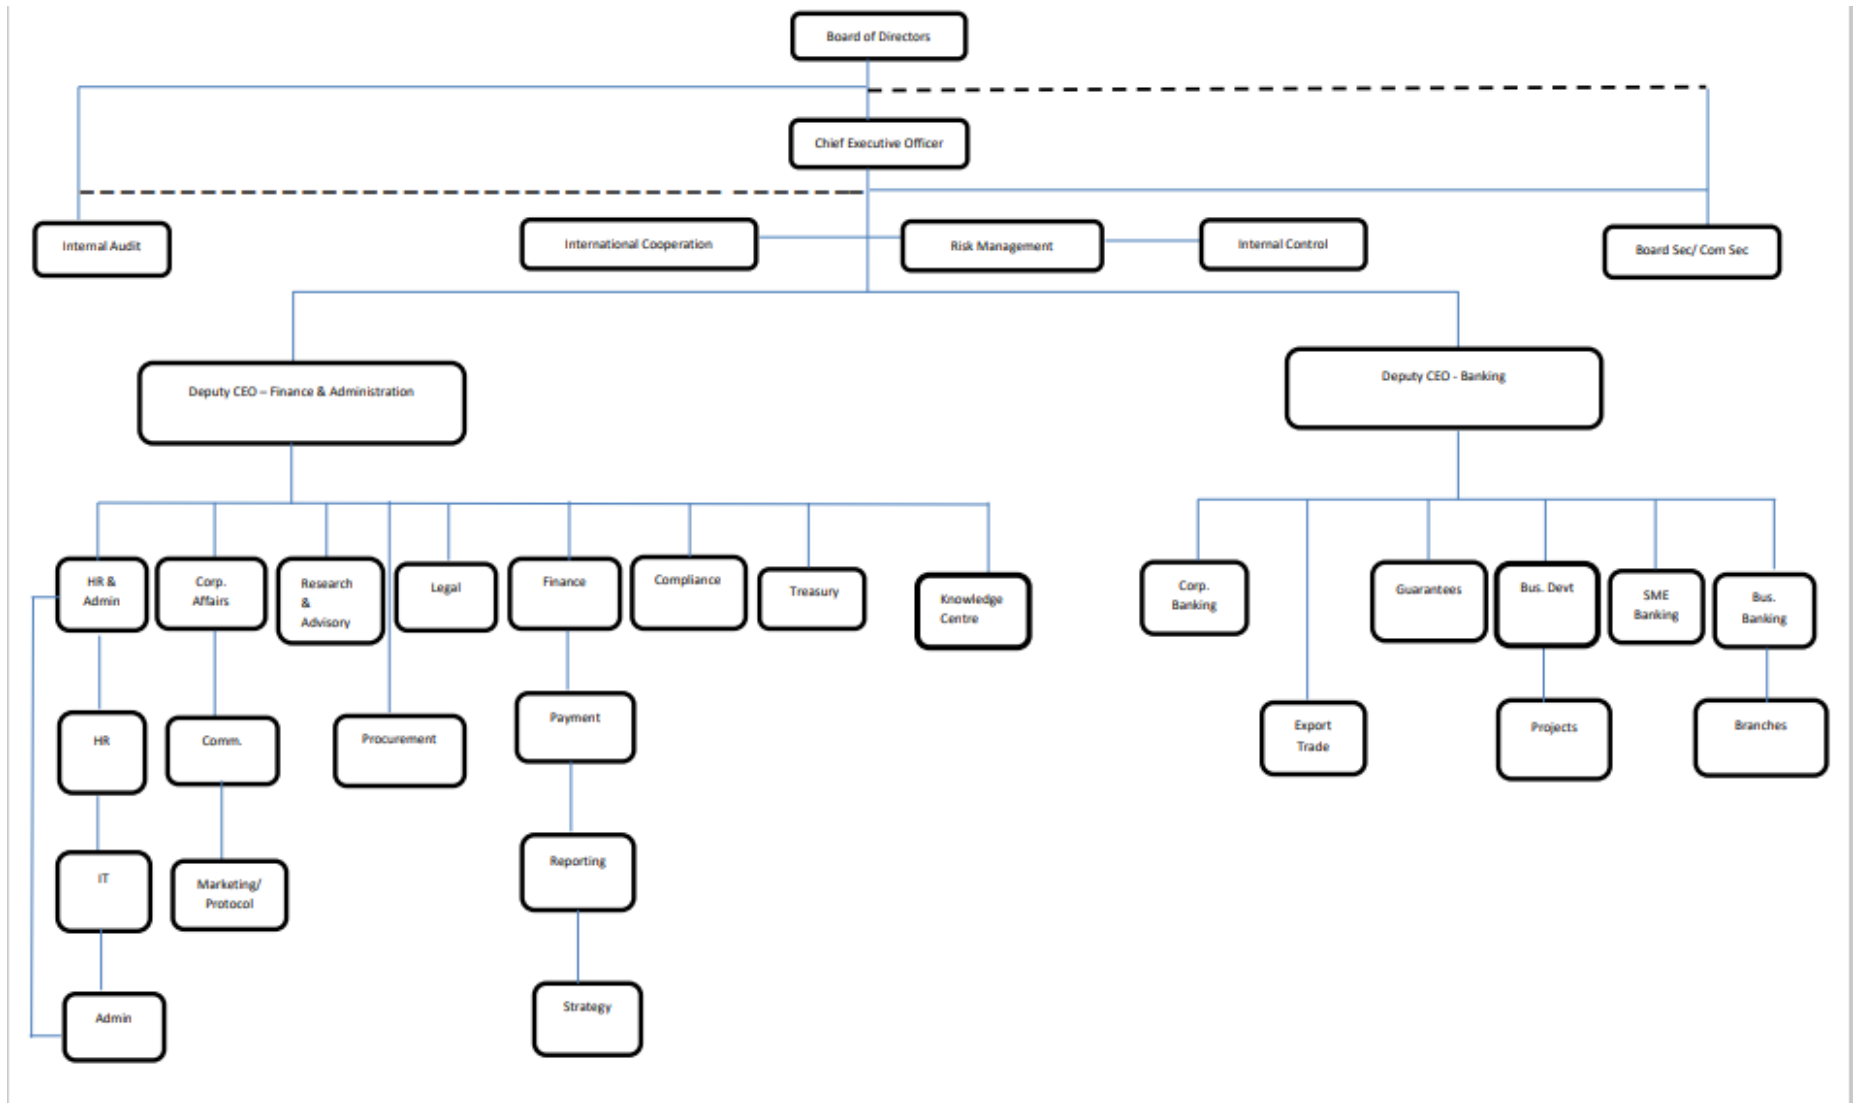 Board of Directors
Chief Executive Officer
Internal Audit
International Cooperation
Risk Management
Internal Control
Board Sec/ Com Sec
Deputy CEO – Finance & Administration
Deputy CEO - Banking
HR &
Admin
Corp.
Affairs
Research
&
Advisory
Legal
Finance
Compliance
Treasury
Knowledge
Centre
Corp.
Banking
Guarantees
Bus. Devt
SME
Banking
Bus.
Banking
HR
Comm.
Procurement
Payment
Export
Trade
Projects
Branches
IT
Marketing/
Protocol
Reporting
Admin
Strategy